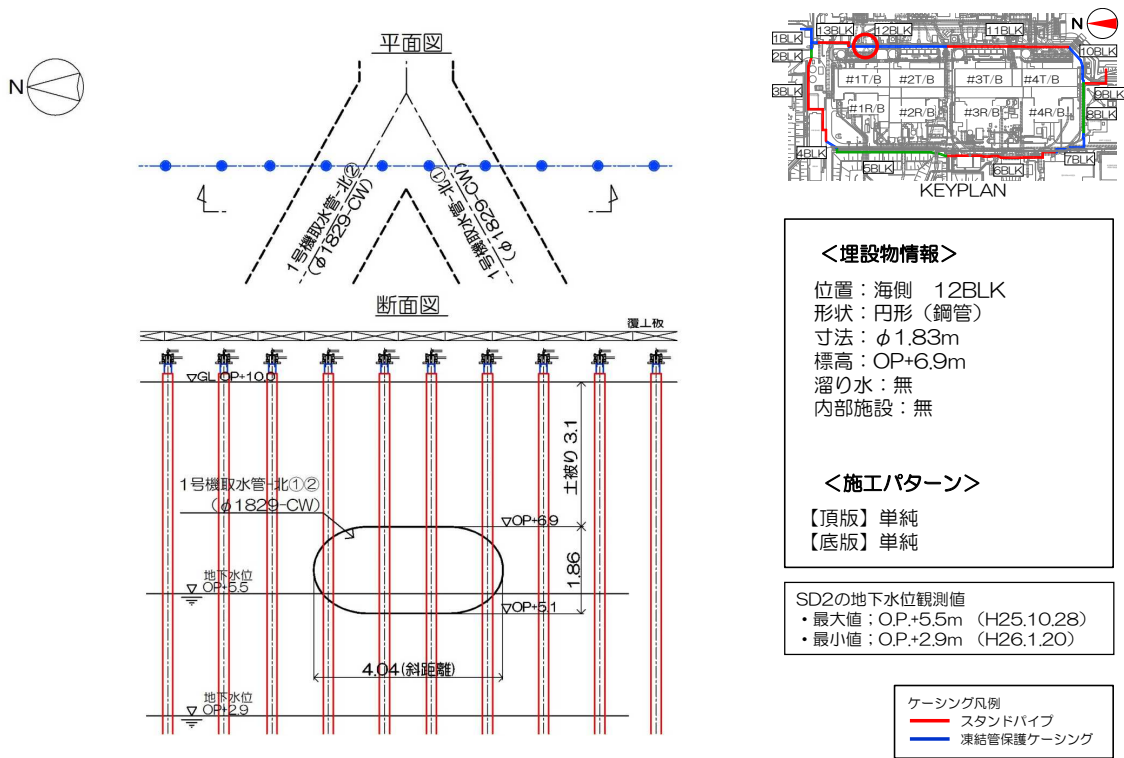 平面図
N
1号機取水管-北②
(φ1829-CW)
1号機取水管-北①
(φ1829-CW)
断面図
覆工板
▽GL OP+10.0
土被り 3.1
1号機取水管-北①②
(φ1829-CW)
▽OP+6.9
1.86
地下水位
▽OP+5.5
▽OP+5.1
4.04(斜距離)
地下水位
▽OP+2.9
N
1BLK
13BLK
12BLK
11BLK
2BLK
10BLK
#1T/B
#2T/B
#3T/B
#4T/B
3BLK
9BLK
#1R/B
#2R/B
#3R/B
#4R/B
8BLK
4BLK
5BLK
6BLK
7BLK
KEYPLAN
<埋設物情報>
位置:海側 12BLK
形状:円形(鋼管)
寸法:φ1.83m
標高:OP+6.9m
溜り水:無
内部施設:無
<施工パターン>
【頂版】単純
【底版】単純
SD2の地下水位観測値
・最大値;O.P.+5.5m (H25.10.28)
・最小値;O.P.+2.9m (H26.1.20)
ケーシング凡例
スタンドパイプ
凍結管保護ケーシング